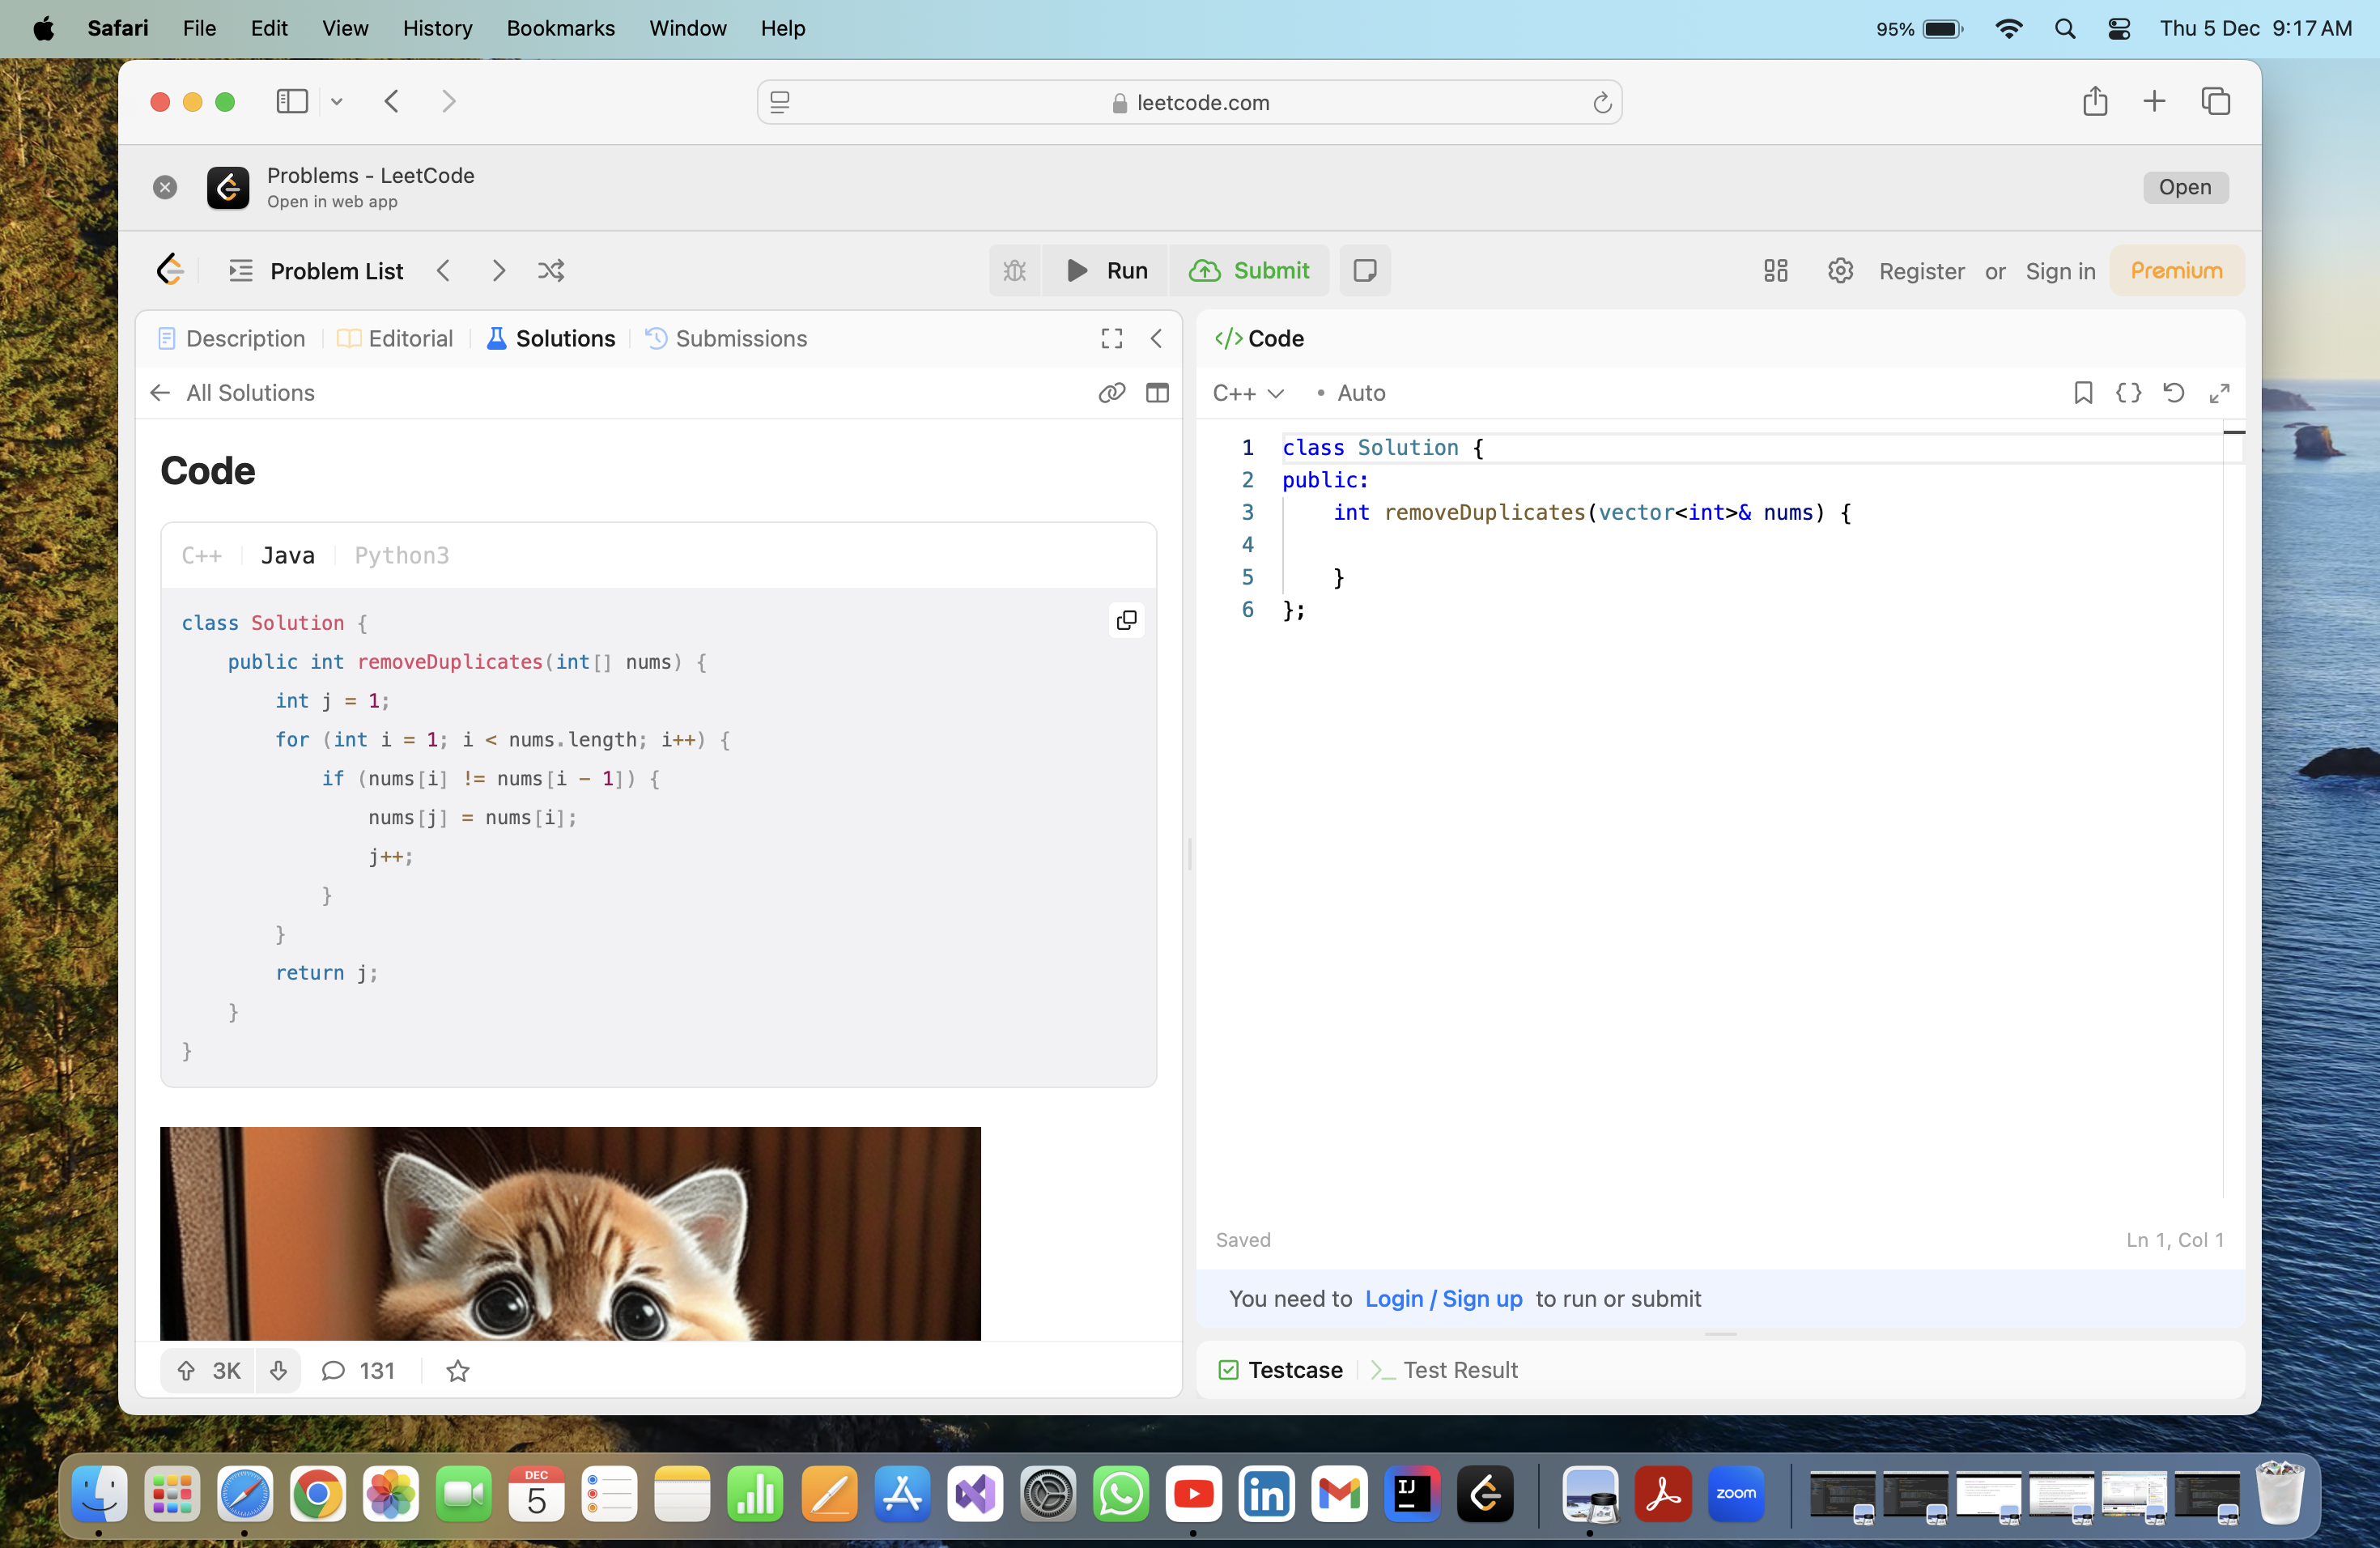 Safari File Edit View History Bookmarks Window Help 95% Thu 5 Dec 9:17 AM
leetcode.com
Problems - LeetCode
Open in web app
Open
Problem List Run Submit Register or Sign in Premium
Description Editorial Solutions Submissions
All Solutions
Code
C++ Java Python3
class Solution {
public int removeDuplicates(int[] nums) {
int j = 1;
for (int i = 1; i < nums.length; i++) {
if (nums[i] != nums[i - 1]) {
nums[j] = nums[i];
j++;
}
}
return j;
}
}
3K 131
</> Code
C++ • Auto
1 class Solution {
2 public:
3 int removeDuplicates(vector<int>& nums) {
4
5 }
6 };
Saved Ln 1, Col 1
You need to Login / Sign up to run or submit
Testcase Test Result
DEC
5
in
IJ
zoom